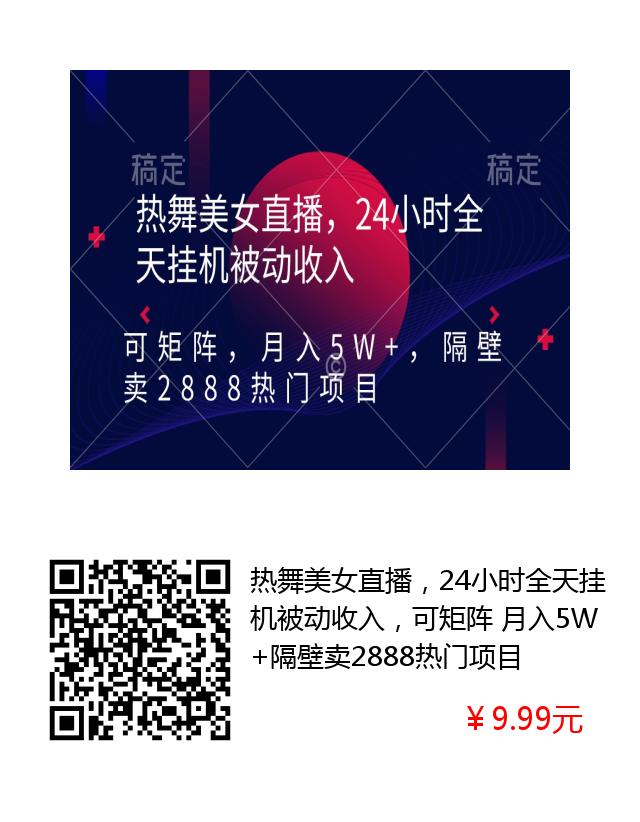 稿定 稿定
热舞美女直播，24小时全
天挂机被动收入
可矩阵，月入5W+，隔壁
©
卖2888热门项目
热舞美女直播，24小时全天挂
机被动收入，可矩阵 月入5W
+隔壁卖2888热门项目
￥9.99元